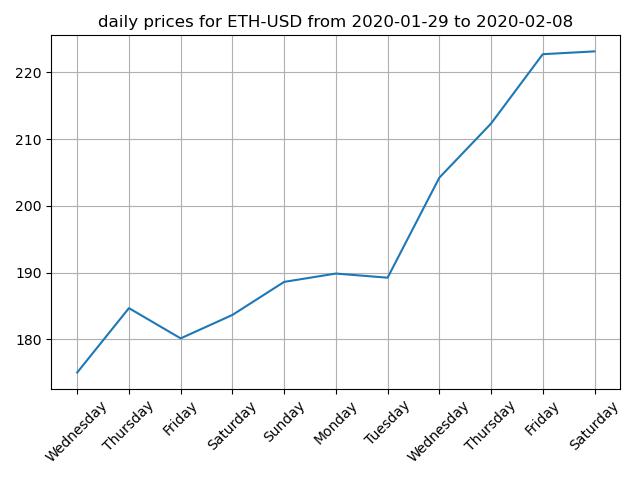 daily prices for ETH-USD from 2020-01-29 to 2020-02-08
220
210
200
190
180
Wednesday
Thursday
Friday
Saturday
Sunday
Monday
Tuesday
Wednesday
Thursday
Friday
Saturday